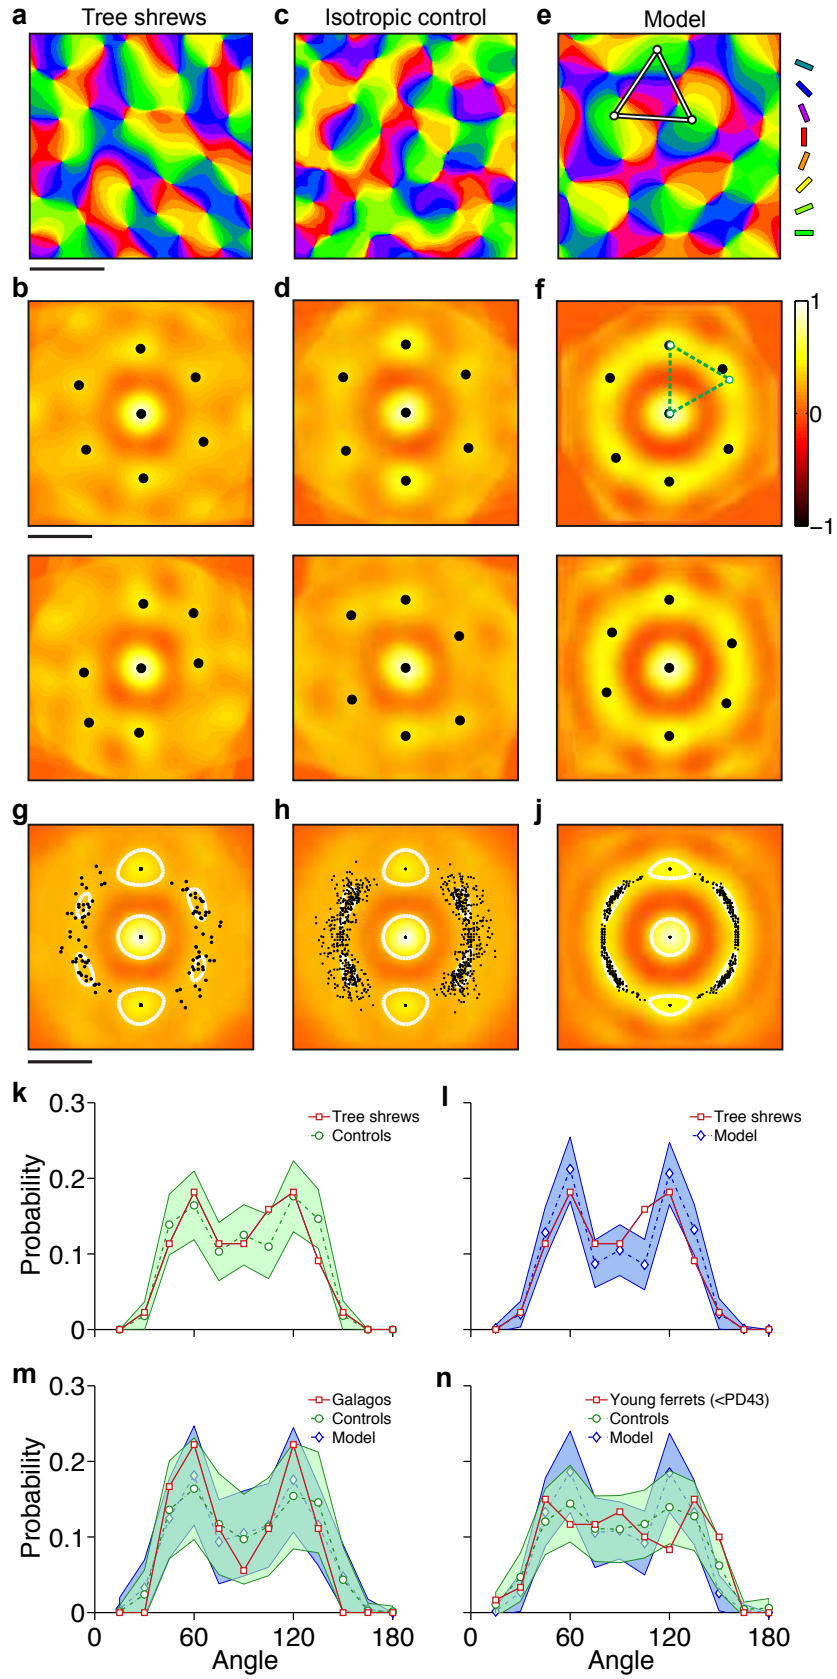 a Tree shrews
c Isotropic control
e Model
b
d
f
1
0
−1
g
h
j
k
0.3
0.2
0.1
0
Probability
Tree shrews
Controls
l
Tree shrews
Model
m
0.3
0.2
0.1
0
Probability
Galagos
Controls
Model
0
60
120
Angle
n
Young ferrets (<PD43)
Controls
Model
0
60
120
180
Angle